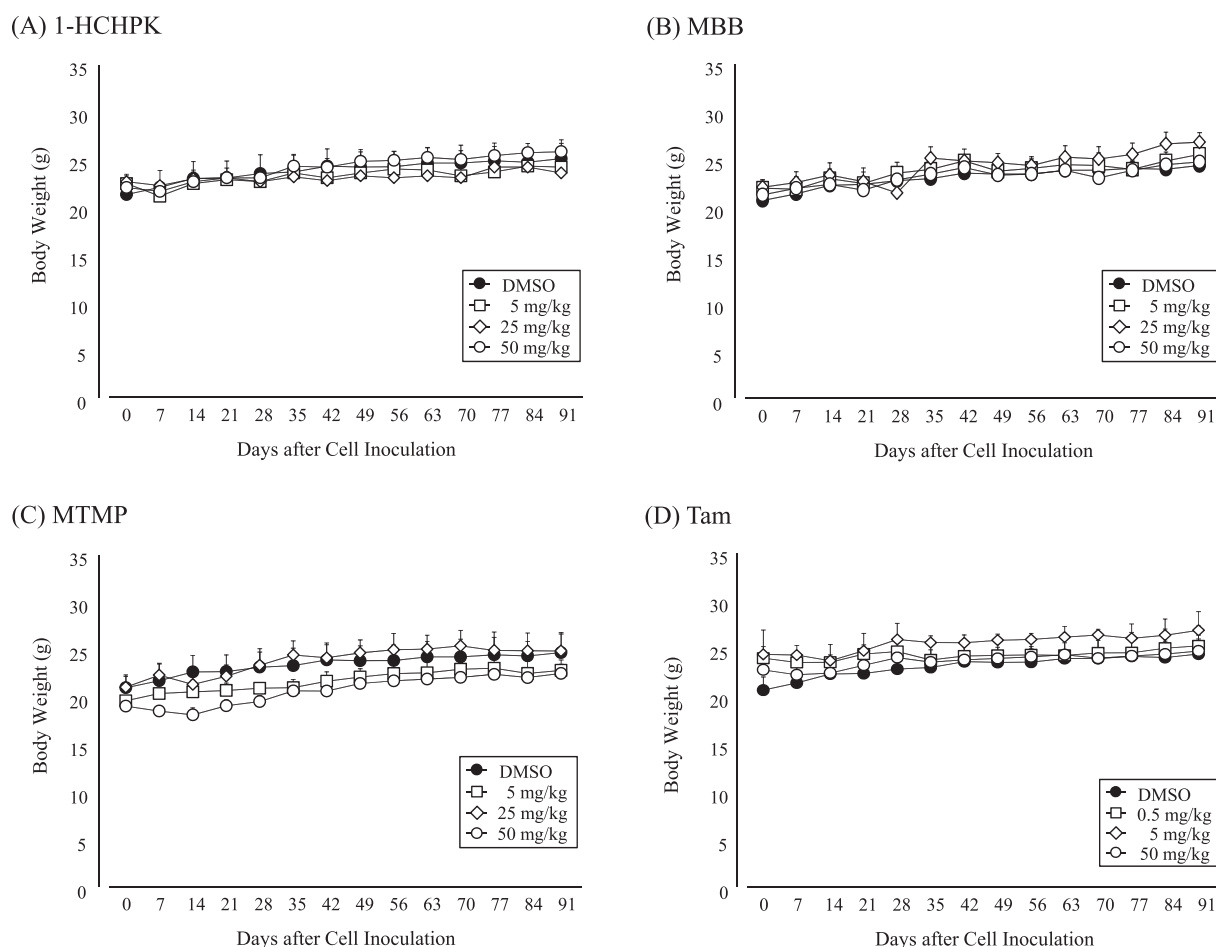 (A) 1-HCHPK
35
30
25
20
15
10
5
0
Body Weight (g)
DMSO
5 mg/kg
25 mg/kg
50 mg/kg
0 7 14 21 28 35 42 49 56 63 70 77 84 91
Days after Cell Inoculation
(B) MBB
35
30
25
20
15
10
5
0
Body Weight (g)
DMSO
5 mg/kg
25 mg/kg
50 mg/kg
0 7 14 21 28 35 42 49 56 63 70 77 84 91
Days after Cell Inoculation
(C) MTMP
35
30
25
20
15
10
5
0
Body Weight (g)
DMSO
5 mg/kg
25 mg/kg
50 mg/kg
0 7 14 21 28 35 42 49 56 63 70 77 84 91
Days after Cell Inoculation
(D) Tam
35
30
25
20
15
10
5
0
Body Weight (g)
DMSO
0.5 mg/kg
5 mg/kg
50 mg/kg
0 7 14 21 28 35 42 49 56 63 70 77 84 91
Days after Cell Inoculation